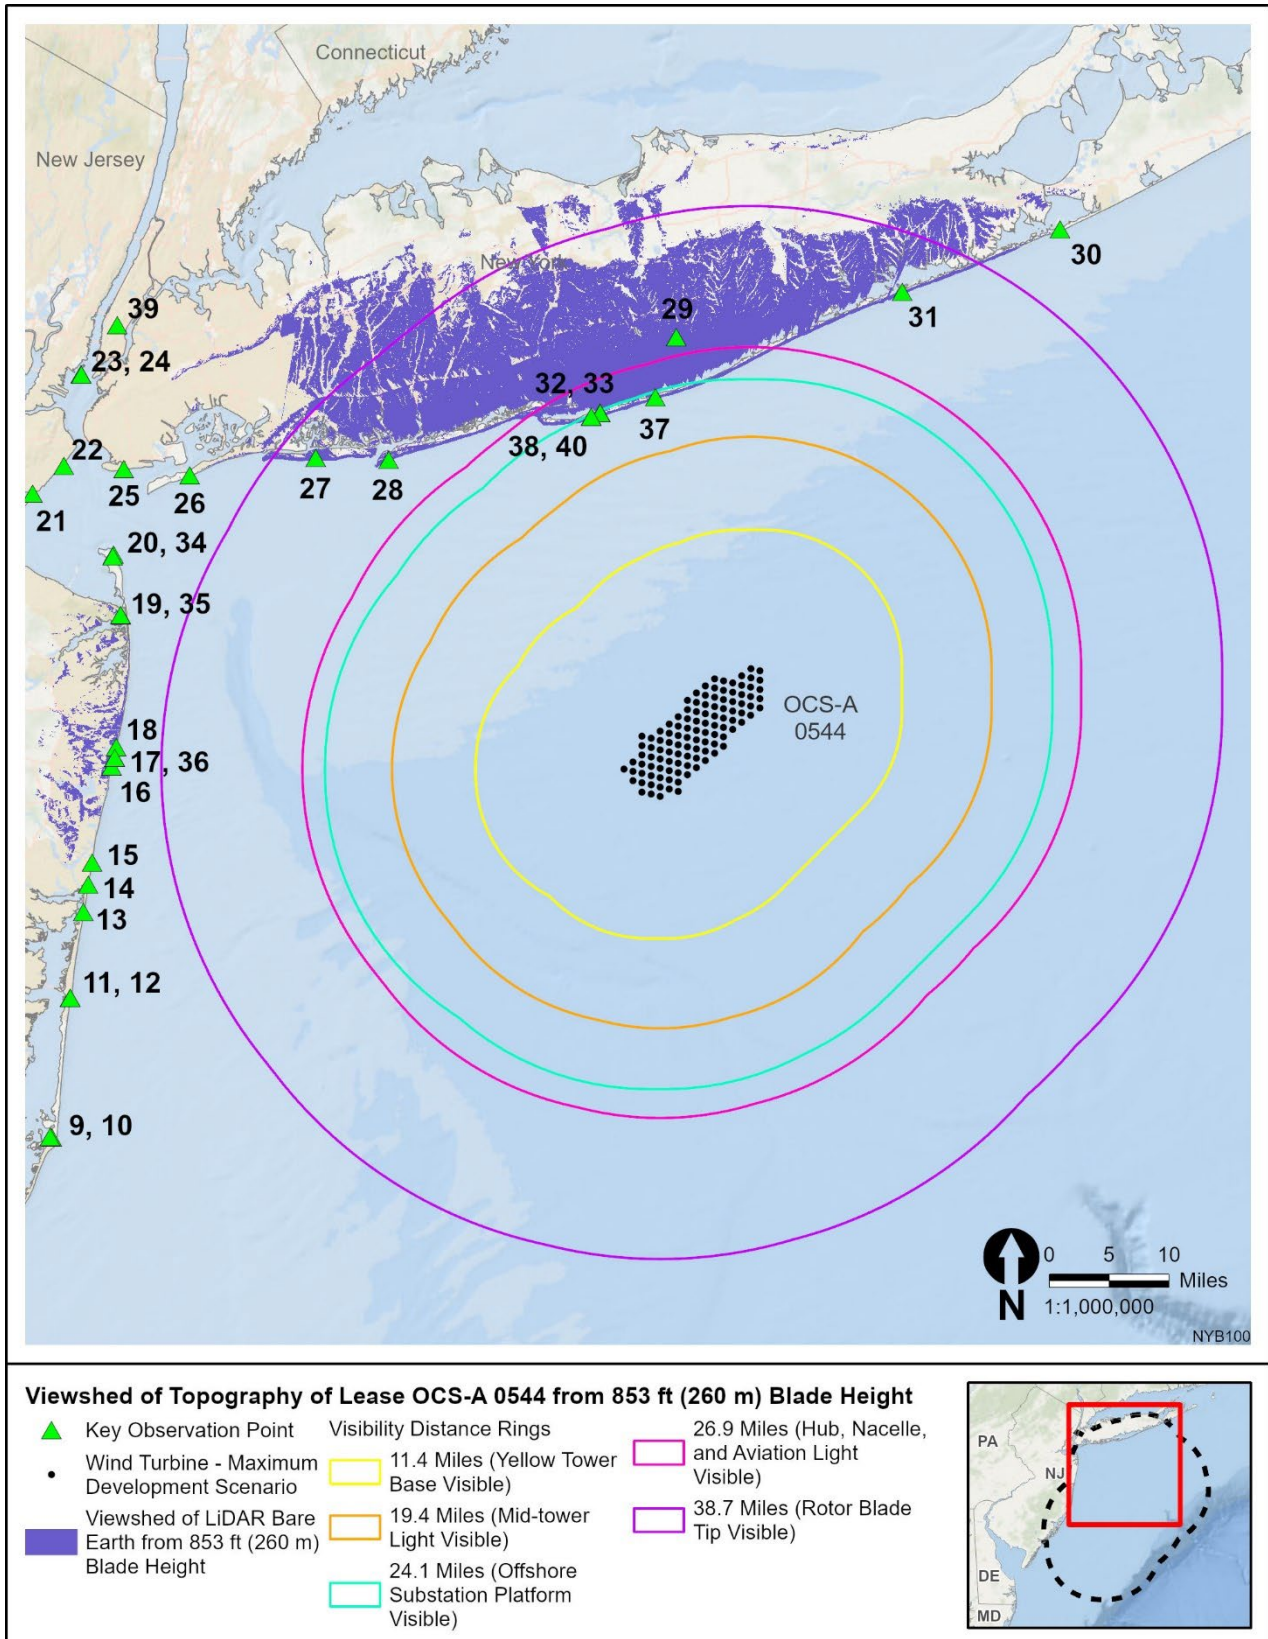 Connecticut
New Jersey
New York
30
31
39
29
23, 24
32, 33
37
38, 40
22
25
26
27
28
21
20, 34
19, 35
OCS-A
0544
18
17, 36
16
15
14
13
11, 12
9, 10
0 5 10
Miles
N
1:1,000,000
NYB100
Viewshed of Topography of Lease OCS-A 0544 from 853 ft (260 m) Blade Height
Key Observation Point
Wind Turbine - Maximum
Development Scenario
Viewshed of LiDAR Bare
Earth from 853 ft (260 m)
Blade Height
Visibility Distance Rings
11.4 Miles (Yellow Tower
Base Visible)
19.4 Miles (Mid-tower
Light Visible)
24.1 Miles (Offshore
Substation Platform
Visible)
26.9 Miles (Hub, Nacelle,
and Aviation Light
Visible)
38.7 Miles (Rotor Blade
Tip Visible)
PA
NJ
DE
MD